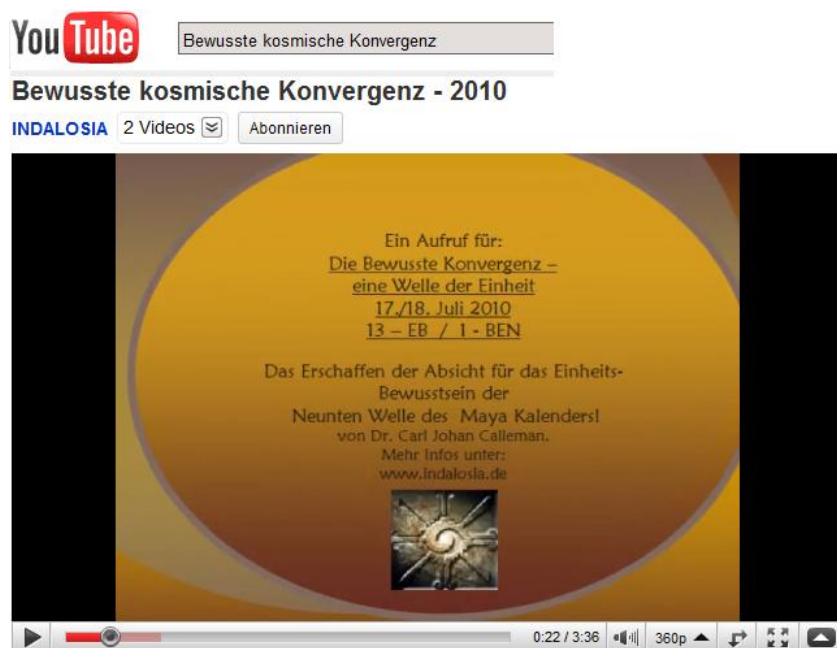 You Tube
Bewusste kosmische Konvergenz
Bewusste kosmische Konvergenz - 2010
INDALOSIA 2 Videos Abonnieren
Ein Aufruf für:
Die Bewusste Konvergenz –
eine Welle der Einheit
17./18. Juli 2010
13 – EB / 1 - BEN
Das Erschaffen der Absicht für das Einheits-
Bewusstsein der
Neunten Welle des Maya Kalenders!
von Dr. Carl Johan Calleman.
Mehr Infos unter:
www.indalosia.de
0:22 / 3:36 360p